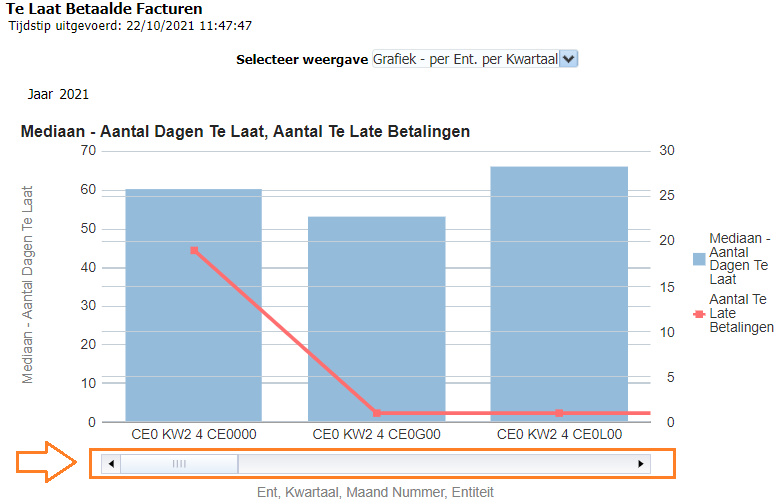 Te Laat Betaalde Facturen
Tijdstip uitgevoerd: 22/10/2021 11:47:47
Selecteer weergave Grafiek - per Ent. per Kwartaal
Jaar 2021
Mediaan - Aantal Dagen Te Laat, Aantal Te Late Betalingen
Mediaan - Aantal Dagen Te Laat
70
60
50
40
30
20
10
0
30
25
20
15
10
5
0
Mediaan -
Aantal
Dagen Te
Laat
Aantal Te
Late
Betalingen
CE0 KW2 4 CE0000
CE0 KW2 4 CE0G00
CE0 KW2 4 CE0L00
Ent, Kwartaal, Maand Nummer, Entiteit